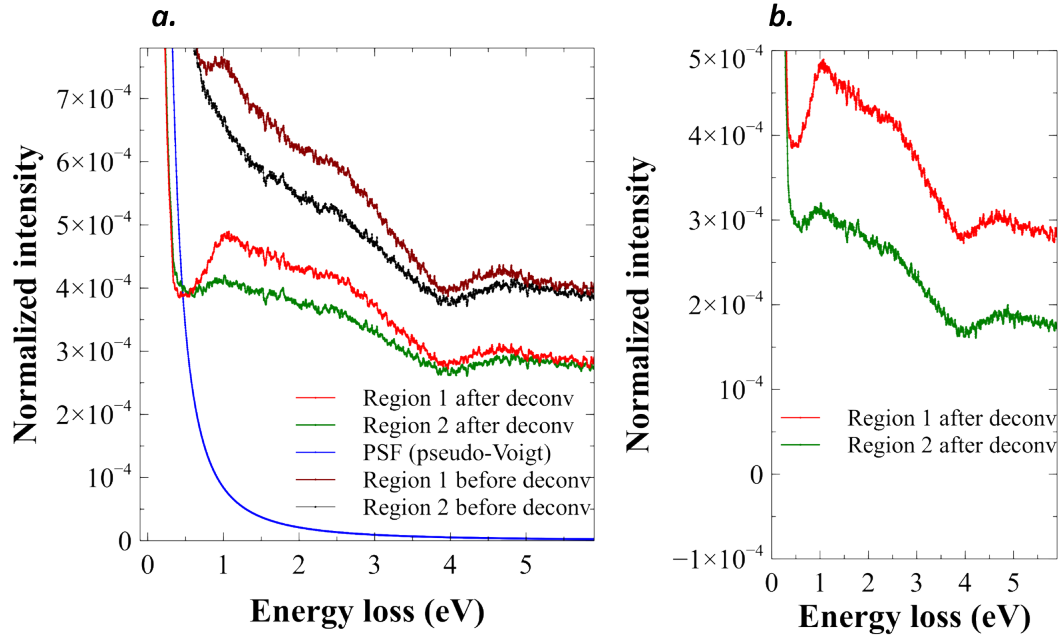 a.
Normalized intensity
7×10⁻⁴
6×10⁻⁴
5×10⁻⁴
4×10⁻⁴
3×10⁻⁴
2×10⁻⁴
10⁻⁴
0
Region 1 after deconv
Region 2 after deconv
PSF (pseudo-Voigt)
Region 1 before deconv
Region 2 before deconv
0 1 2 3 4 5
Energy loss (eV)
b.
Normalized intensity
5×10⁻⁴
4×10⁻⁴
3×10⁻⁴
2×10⁻⁴
10⁻⁴
0
−1×10⁻⁴
Region 1 after deconv
Region 2 after deconv
0 1 2 3 4 5
Energy loss (eV)